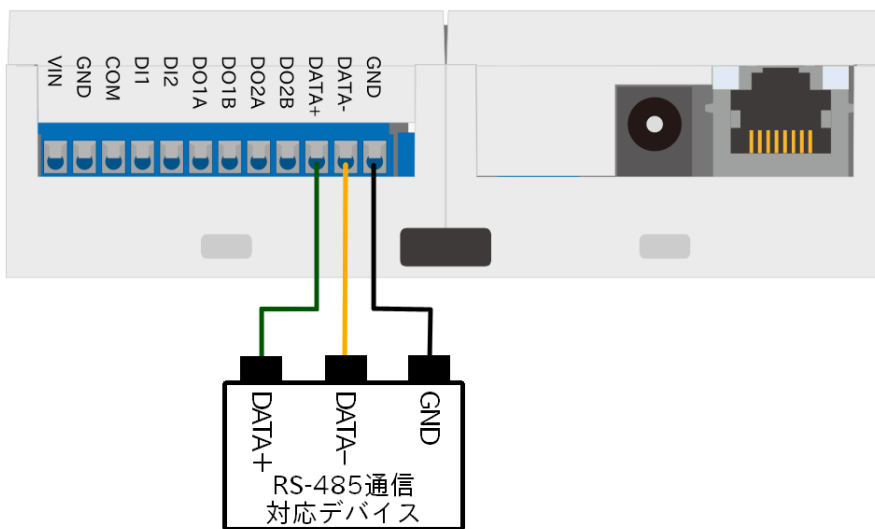 VIN
GND
COM
DI1
DI2
DO1A
DO1B
DO2A
DO2B
DATA+
DATA-
GND
DATA+
DATA-
GND
RS-485通信
対応デバイス